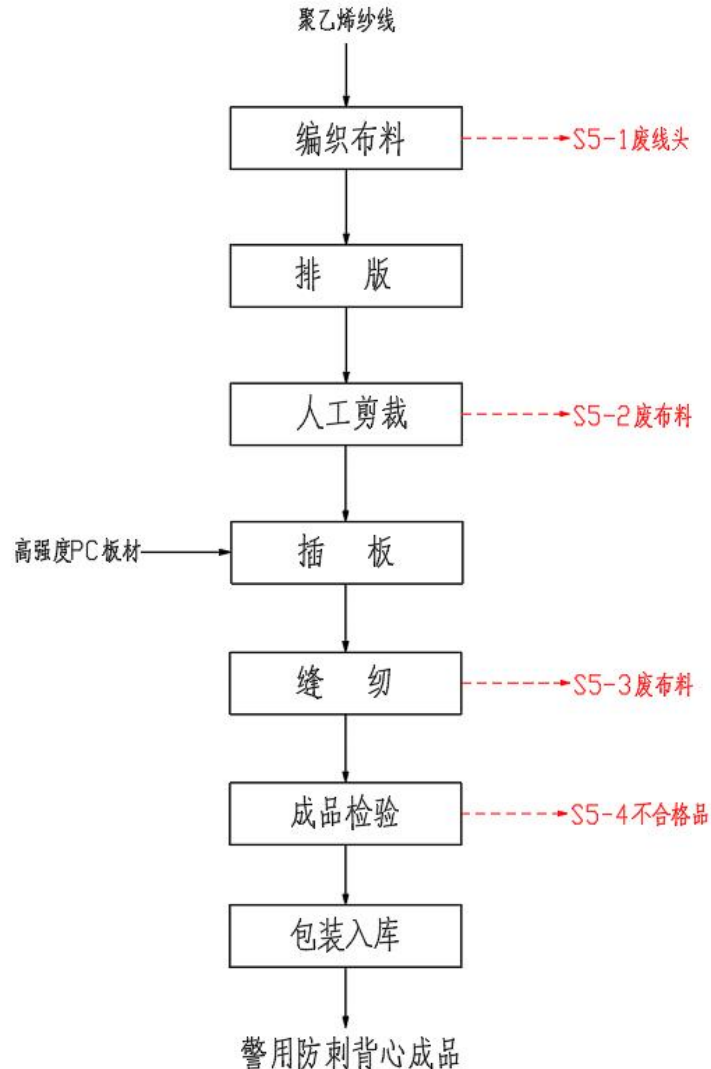 聚乙烯纱线
编织布料
S5-1废线头
排 版
人工剪裁
S5-2废布料
高强度PC板材
插 板
缝 纫
S5-3废布料
成品检验
S5-4不合格品
包装入库
警用防刺背心成品